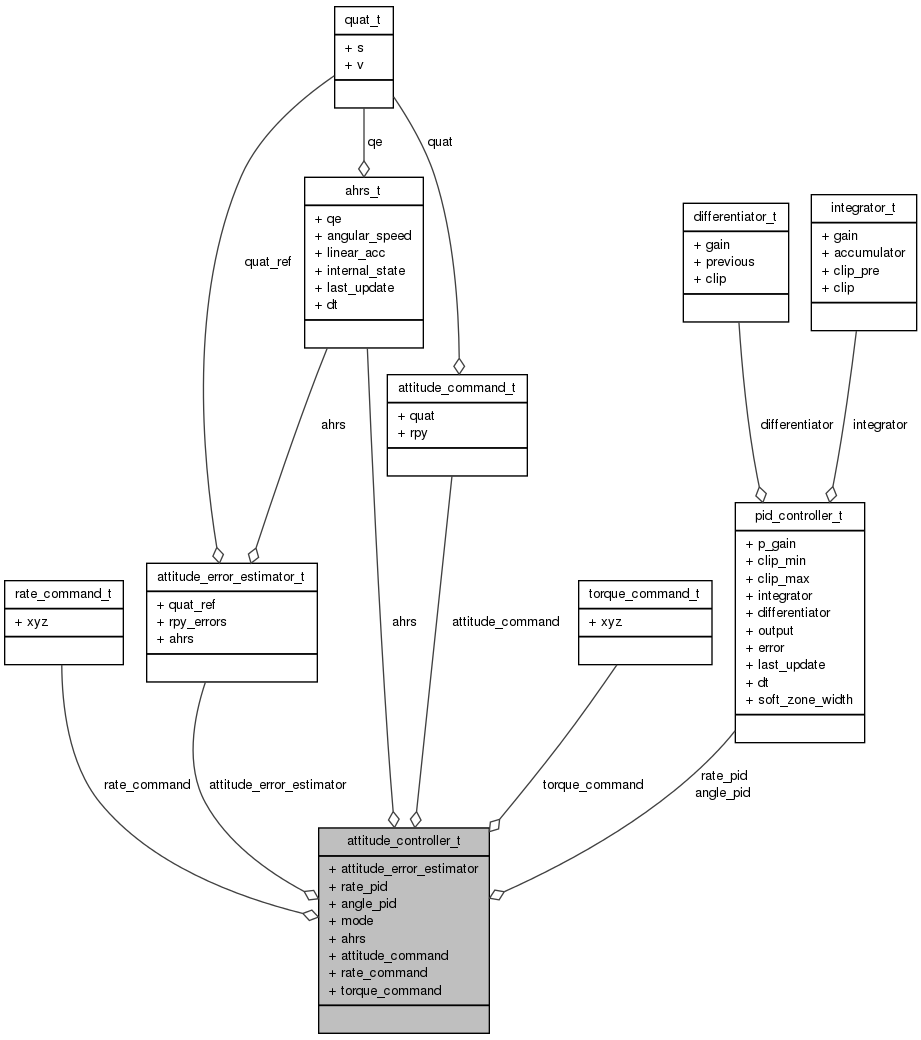 quat_t
+ s
+ v
qe
quat
ahrs_t
+ qe
+ angular_speed
+ linear_acc
+ internal_state
+ last_update
+ dt
differentiator_t
+ gain
+ previous
+ clip
integrator_t
+ gain
+ accumulator
+ clip_pre
+ clip
quat_ref
attitude_command_t
+ quat
+ rpy
ahrs
differentiator
integrator
pid_controller_t
+ p_gain
+ clip_min
+ clip_max
+ integrator
+ differentiator
+ output
+ error
+ last_update
+ dt
+ soft_zone_width
rate_command_t
+ xyz
attitude_error_estimator_t
+ quat_ref
+ rpy_errors
+ ahrs
ahrs
attitude_command
torque_command_t
+ xyz
rate_command
attitude_error_estimator
torque_command
rate_pid
angle_pid
attitude_controller_t
+ attitude_error_estimator
+ rate_pid
+ angle_pid
+ mode
+ ahrs
+ attitude_command
+ rate_command
+ torque_command